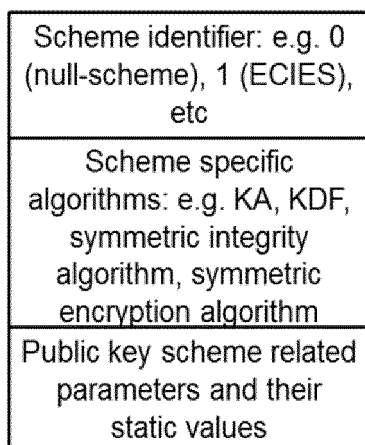 Scheme identifier: e.g. 0
(null-scheme), 1 (ECIES),
etc
Scheme specific
algorithms: e.g. KA, KDF,
symmetric integrity
algorithm, symmetric
encryption algorithm
Public key scheme related
parameters and their
static values